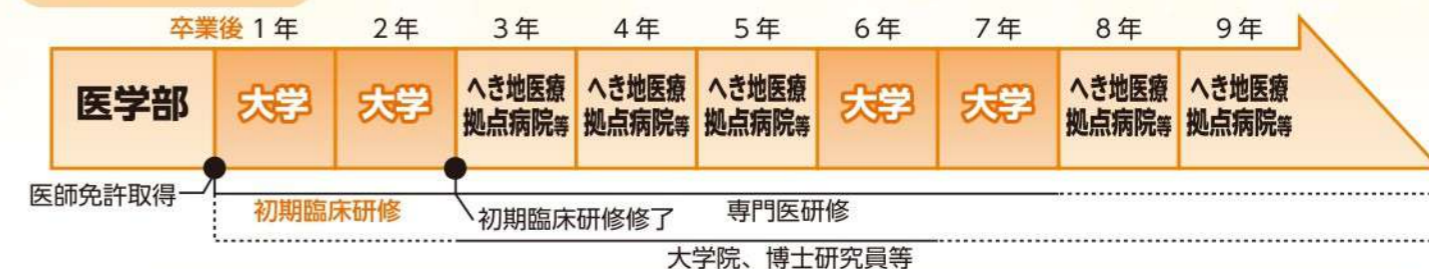 卒業後 1年 2年 3年 4年 5年 6年 7年 8年 9年
医学部 大学 大学 へき地医療拠点病院等 へき地医療拠点病院等 へき地医療拠点病院等 大学 大学 へき地医療拠点病院等 へき地医療拠点病院等
医師免許取得
初期臨床研修 初期臨床研修修了 専門医研修
大学院、博士研究員等